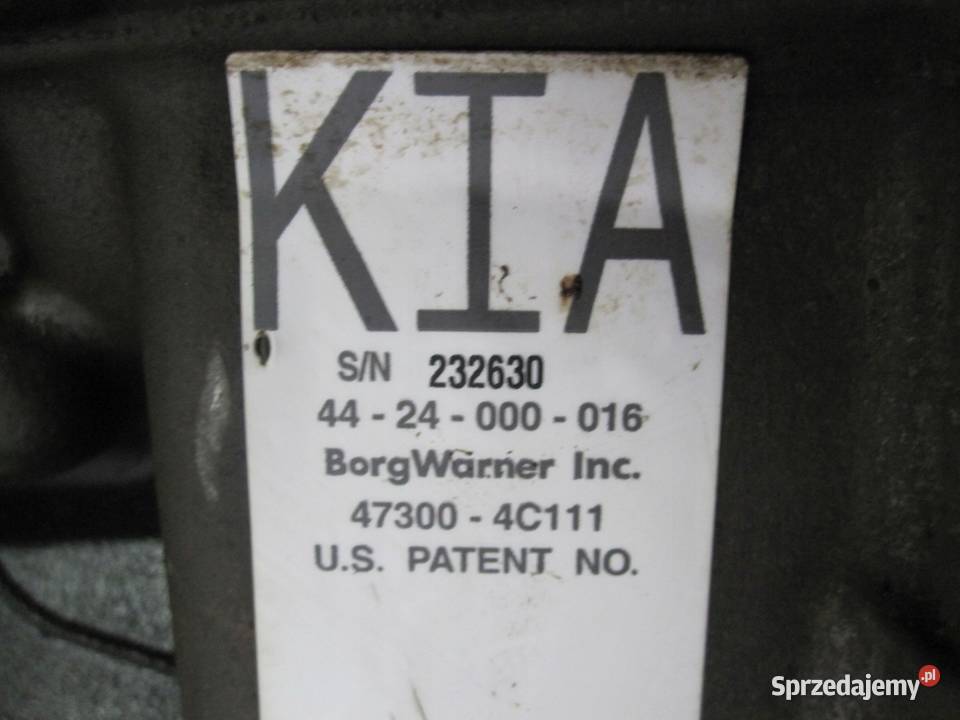 KIA
S/N 232630
44 - 24 - 000 - 016
BorgWarner Inc.
47300 - 4C111
U.S. PATENT NO.
Sprzedajemy.pl